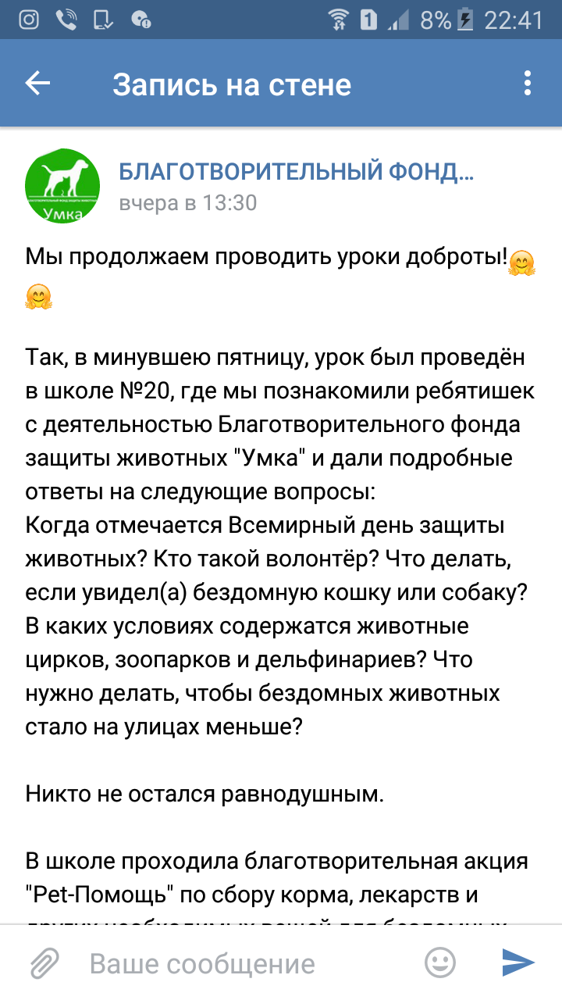 1 8% 22:41
Запись на стене
БЛАГОТВОРИТЕЛЬНЫЙ ФОНД...
вчера в 13:30
Умка
Мы продолжаем проводить уроки доброты!🤗
🤗
Так, в минувшею пятницу, урок был проведён
в школе №20, где мы познакомили ребятишек
с деятельностью Благотворительного фонда
защиты животных "Умка" и дали подробные
ответы на следующие вопросы:
Когда отмечается Всемирный день защиты
животных? Кто такой волонтёр? Что делать,
если увидел(а) бездомную кошку или собаку?
В каких условиях содержатся животные
цирков, зоопарков и дельфинариев? Что
нужно делать, чтобы бездомных животных
стало на улицах меньше?
Никто не остался равнодушным.
В школе проходила благотворительная акция
"Pet-Помощь" по сбору корма, лекарств и
Ваше сообщение